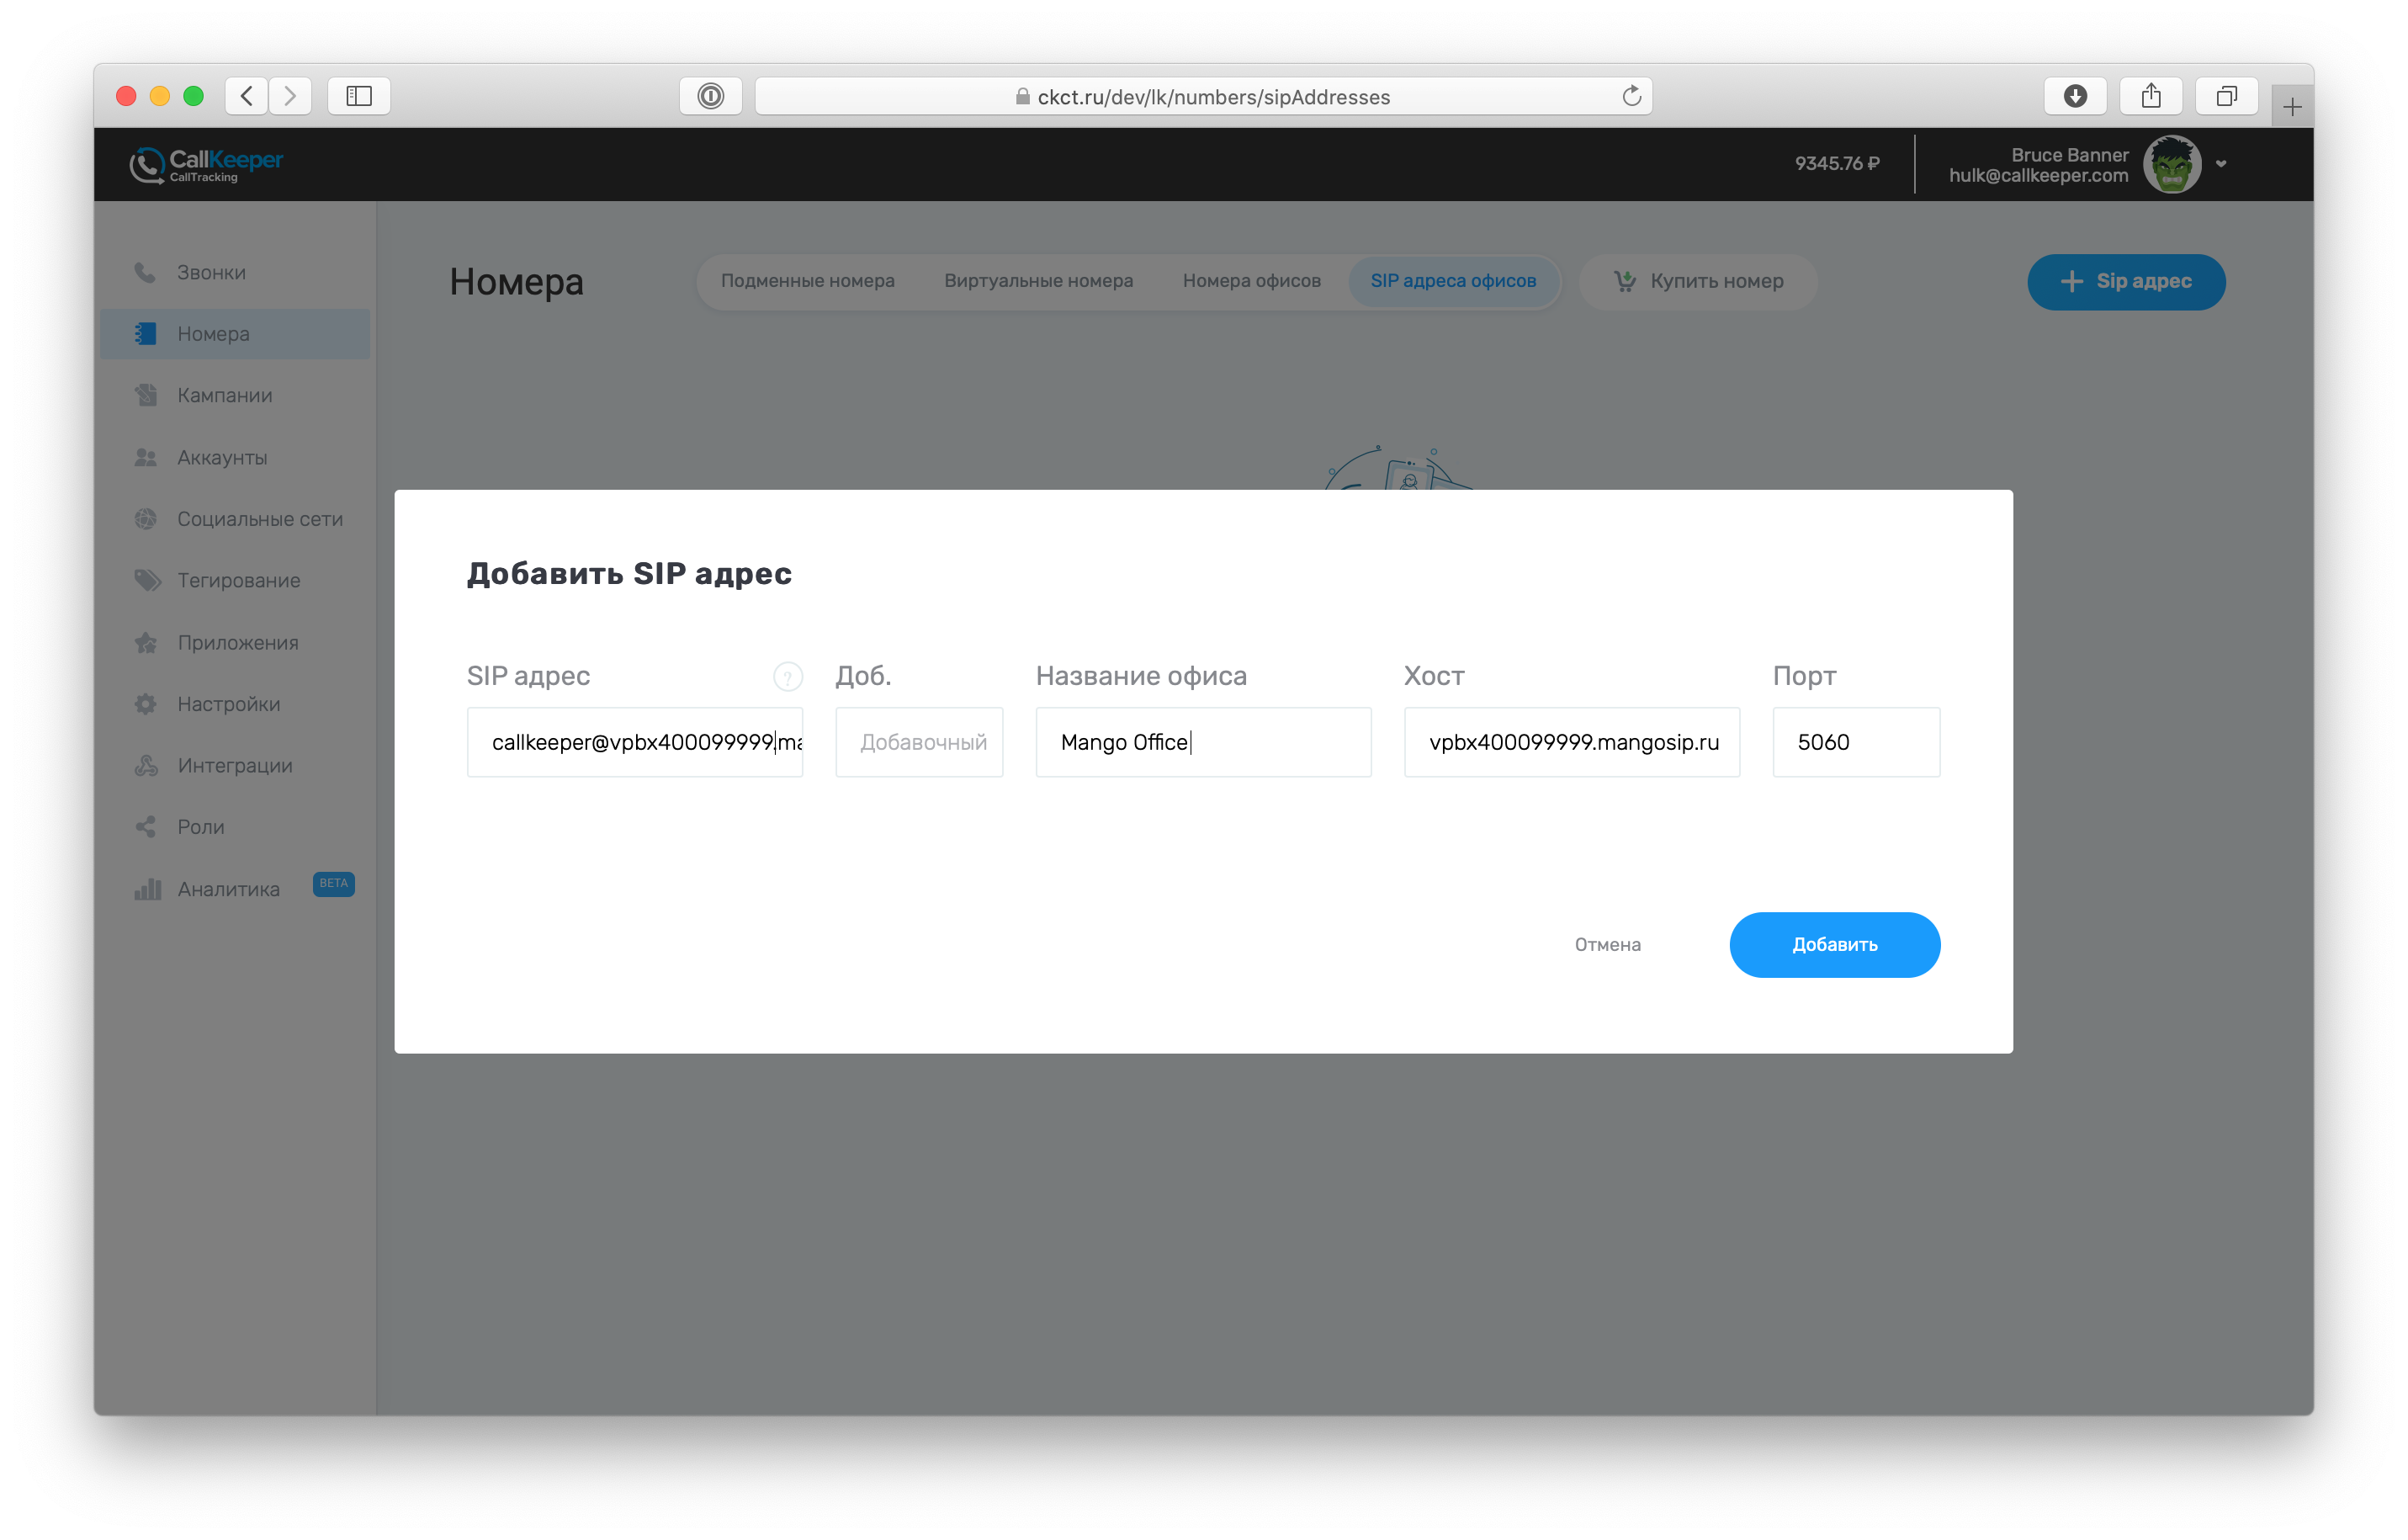 ckct.ru/dev/lk/numbers/sipAddresses
CallKeeper
CallTracking
9345.76 ₽
Bruce Banner
hulk@callkeeper.com
Звонки
Номера
Кампании
Аккаунты
Социальные сети
Тегирование
Приложения
Настройки
Интеграции
Роли
Аналитика BETA
Номера
Подменные номера Виртуальные номера Номера офисов SIP адреса офисов Купить номер + Sip адрес
Добавить SIP адрес
SIP адрес ? Доб. Название офиса Хост Порт
callkeeper@vpbx400099999.ma Добавочный Mango Office vpbx400099999.mangosip.ru 5060
Отмена Добавить